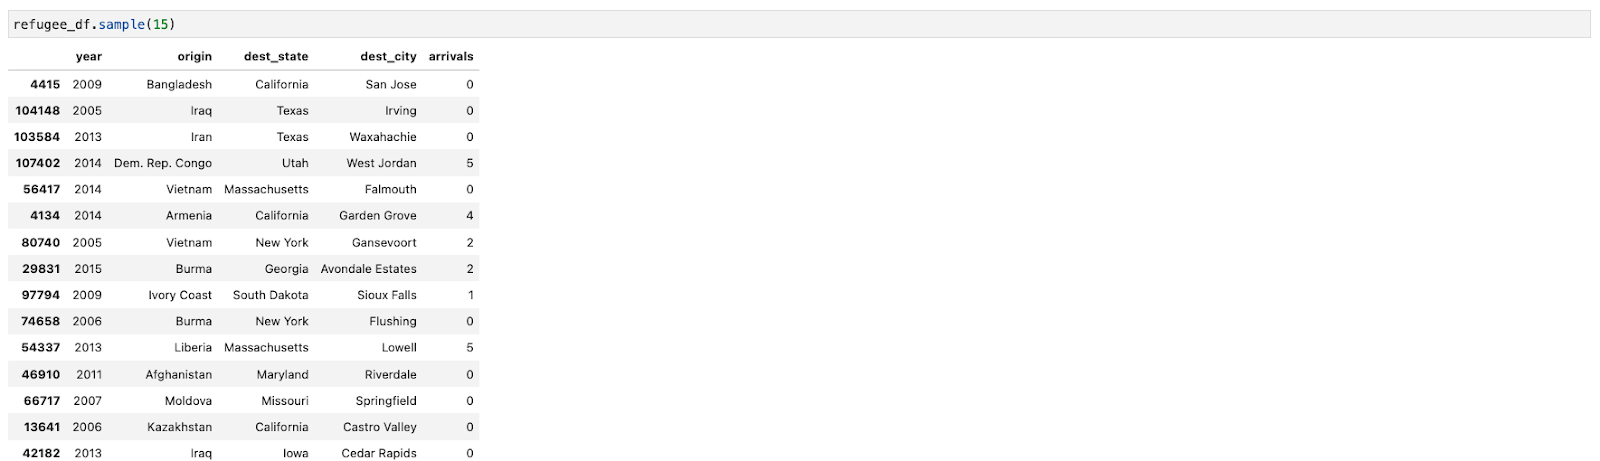 refugee_df.sample(15)
year origin dest_state dest_city arrivals
4415 2009 Bangladesh California San Jose 0
104148 2005 Iraq Texas Irving 0
103584 2013 Iran Texas Waxahachie 0
107402 2014 Dem. Rep. Congo Utah West Jordan 5
56417 2014 Vietnam Massachusetts Falmouth 0
4134 2014 Armenia California Garden Grove 4
80740 2005 Vietnam New York Gansevoort 2
29831 2015 Burma Georgia Avondale Estates 2
97794 2009 Ivory Coast South Dakota Sioux Falls 1
74658 2006 Burma New York Flushing 0
54337 2013 Liberia Massachusetts Lowell 5
46910 2011 Afghanistan Maryland Riverdale 0
66717 2007 Moldova Missouri Springfield 0
13641 2006 Kazakhstan California Castro Valley 0
42182 2013 Iraq Iowa Cedar Rapids 0